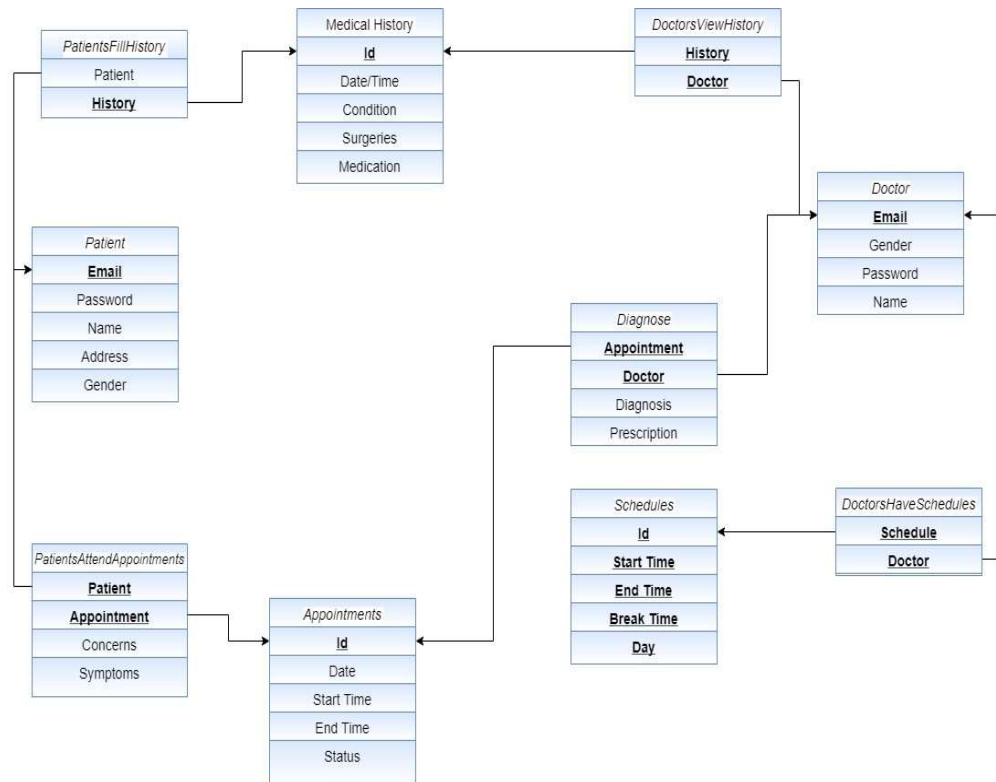 PatientsFillHistory
Patient
History
Medical History
Id
Date/Time
Condition
Surgeries
Medication
DoctorsViewHistory
History
Doctor
Patient
Email
Password
Name
Address
Gender
Doctor
Email
Gender
Password
Name
Diagnose
Appointment
Doctor
Diagnosis
Prescription
Schedules
Id
Start Time
End Time
Break Time
Day
DoctorsHaveSchedules
Schedule
Doctor
PatientsAttendAppointments
Patient
Appointment
Concerns
Symptoms
Appointments
Id
Date
Start Time
End Time
Status